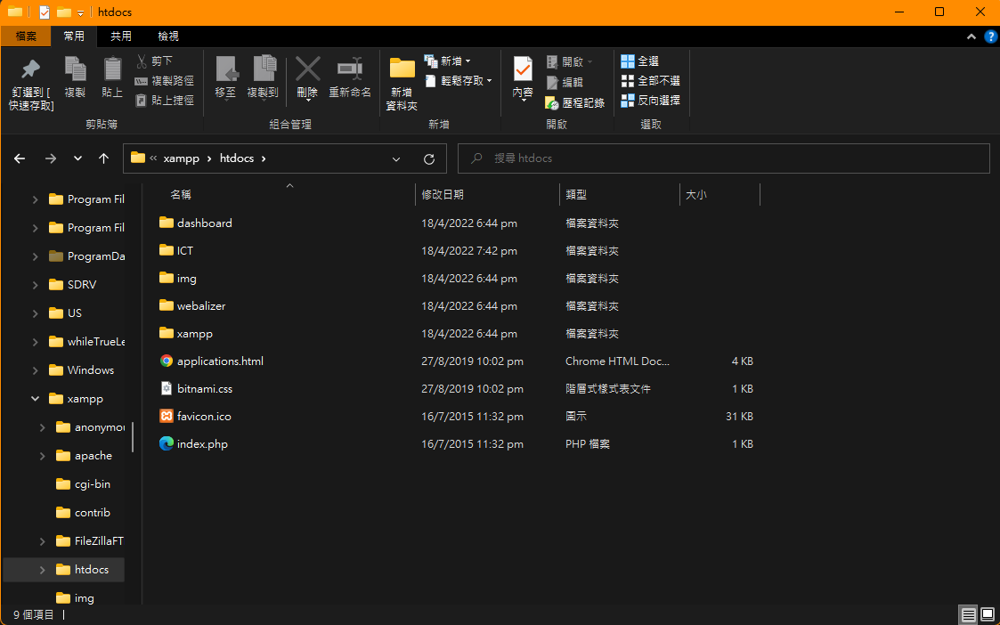 htdocs
檔案 常用 共用 檢視
釘選到 [
快速存取]
複製
貼上
剪下
複製路徑
貼上捷徑
剪貼簿
移至
複製到
刪除
重新命名
組合管理
新增
資料夾
新增
輕鬆存取
新增
內容
開啟
編輯
歷程記錄
開啟
全選
全部不選
反向選擇
選取
« xampp › htdocs ›
搜尋 htdocs
Program Fil
Program Fil
ProgramDa
SDRV
US
whileTrueLe
Windows
xampp
anonymou
apache
cgi-bin
contrib
FileZillaFT
htdocs
img
名稱 修改日期 類型 大小
dashboard 18/4/2022 6:44 pm 檔案資料夾
ICT 18/4/2022 7:42 pm 檔案資料夾
img 18/4/2022 6:44 pm 檔案資料夾
webalizer 18/4/2022 6:44 pm 檔案資料夾
xampp 18/4/2022 6:44 pm 檔案資料夾
applications.html 27/8/2019 10:02 pm Chrome HTML Doc... 4 KB
bitnami.css 27/8/2019 10:02 pm 階層式樣式表文件 1 KB
favicon.ico 16/7/2015 11:32 pm 圖示 31 KB
index.php 16/7/2015 11:32 pm PHP 檔案 1 KB
9 個項目